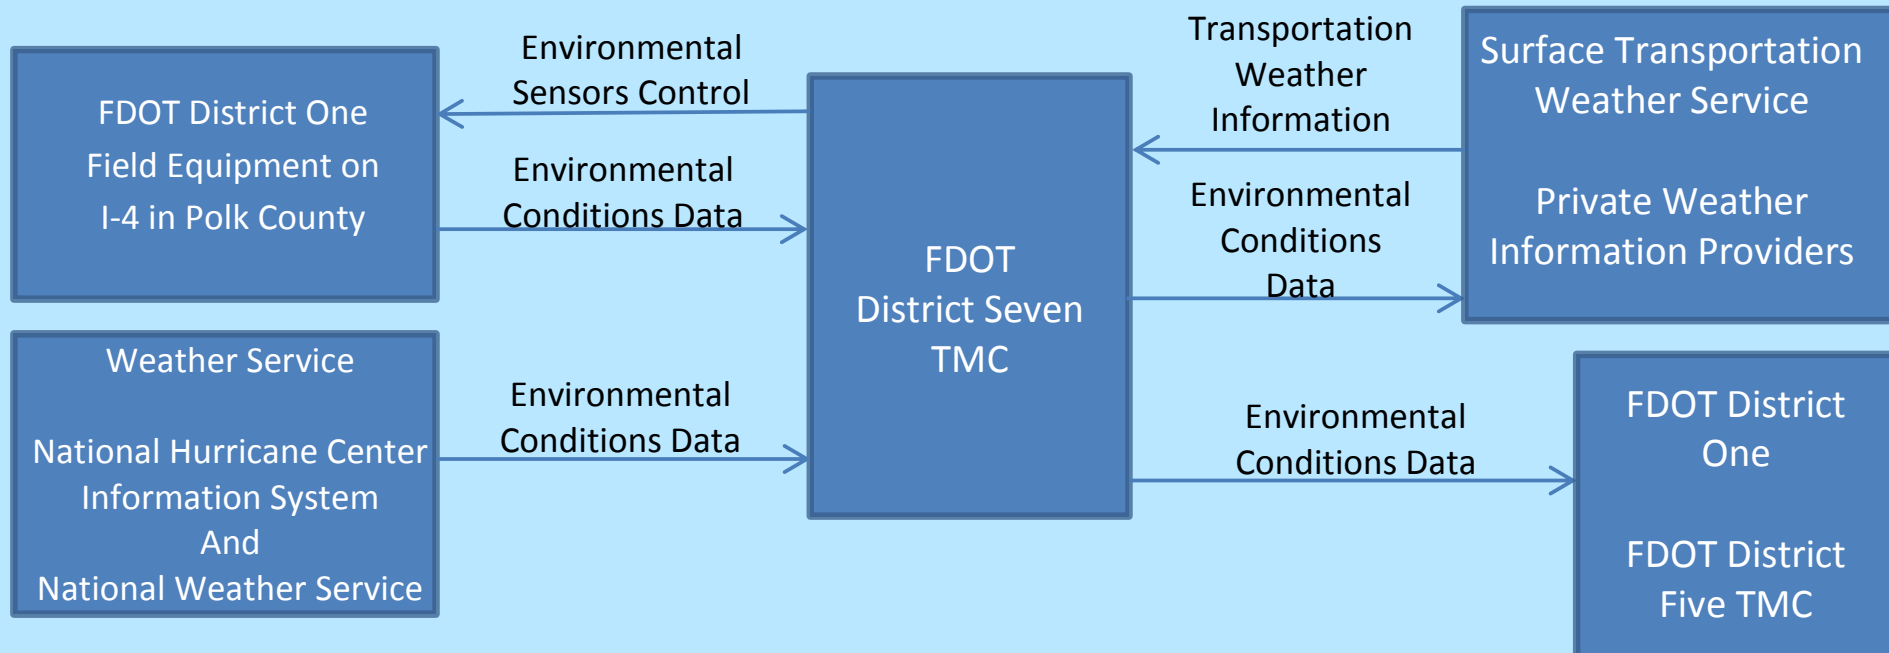 FDOT District One
Field Equipment on
I-4 in Polk County
Environmental
Sensors Control
Environmental
Conditions Data
Weather Service
National Hurricane Center
Information System
And
National Weather Service
Environmental
Conditions Data
FDOT
District Seven
TMC
Transportation
Weather
Information
Environmental
Conditions
Data
Surface Transportation
Weather Service
Private Weather
Information Providers
Environmental
Conditions Data
FDOT District
One
FDOT District
Five TMC